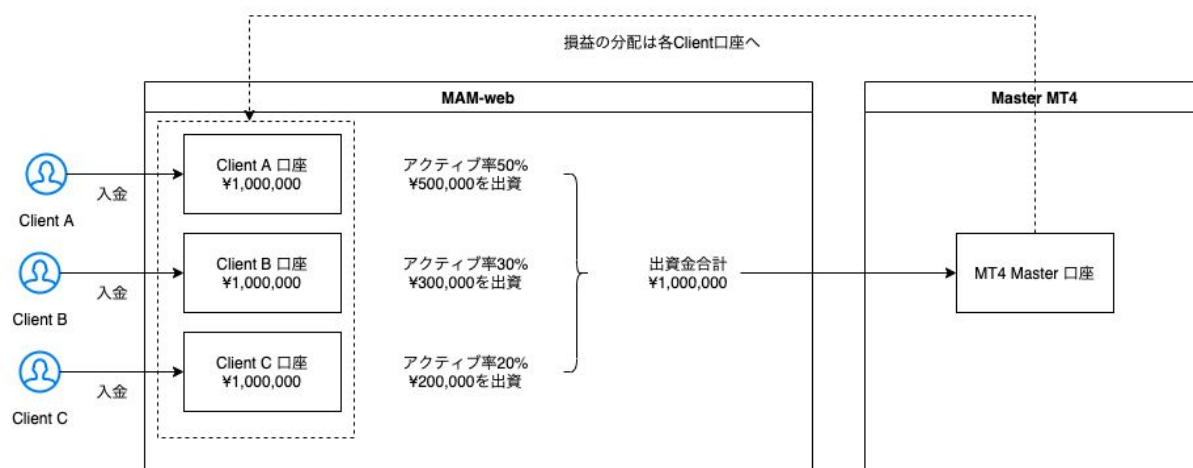 損益の分配は各Client口座へ
MAM-web
Master MT4
Client A 口座
¥1,000,000
アクティブ率50%
¥500,000を出資
入金
Client A
Client B 口座
¥1,000,000
アクティブ率30%
¥300,000を出資
出資金合計
¥1,000,000
MT4 Master 口座
入金
Client B
Client C 口座
¥1,000,000
アクティブ率20%
¥200,000を出資
入金
Client C